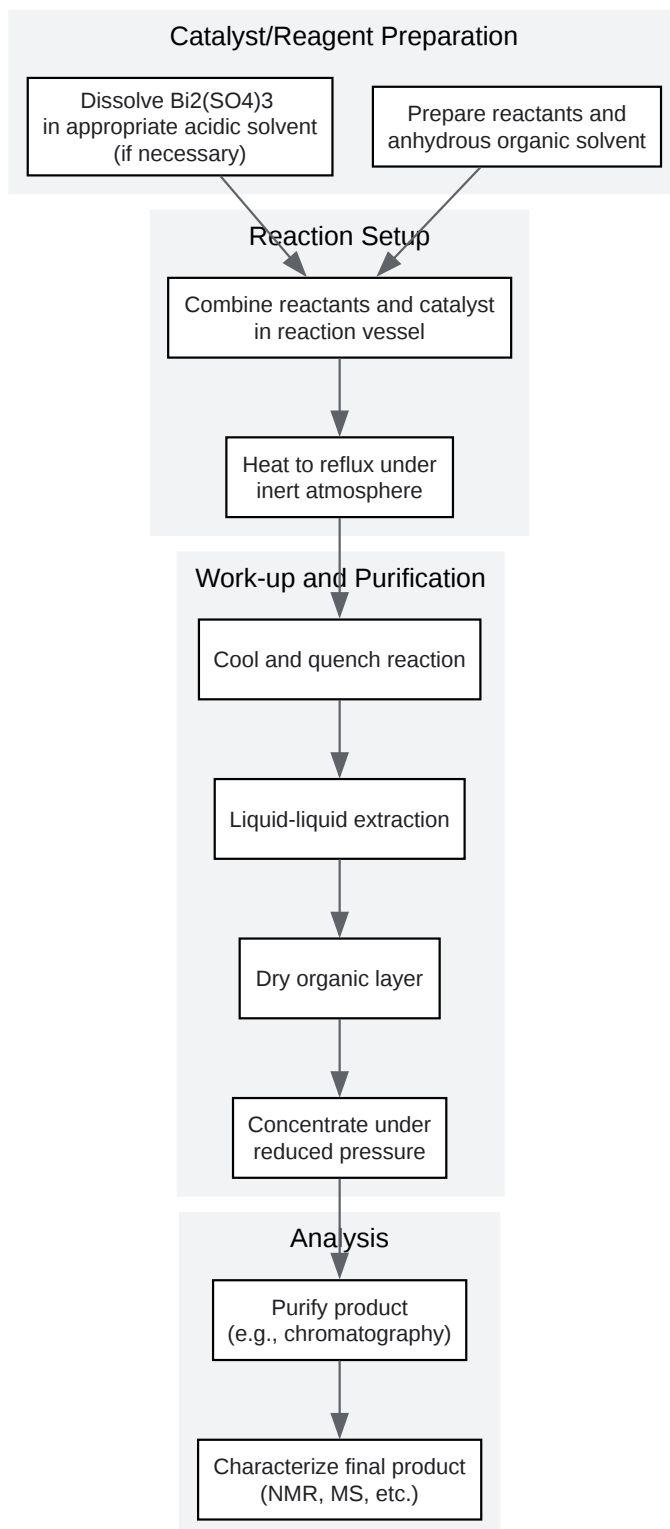 Catalyst/Reagent Preparation
Dissolve Bi2(SO4)3
in appropriate acidic solvent
(if necessary)
Prepare reactants and
anhydrous organic solvent
Reaction Setup
Combine reactants and catalyst
in reaction vessel
Heat to reflux under
inert atmosphere
Work-up and Purification
Cool and quench reaction
Liquid-liquid extraction
Dry organic layer
Concentrate under
reduced pressure
Analysis
Purify product
(e.g., chromatography)
Characterize final product
(NMR, MS, etc.)